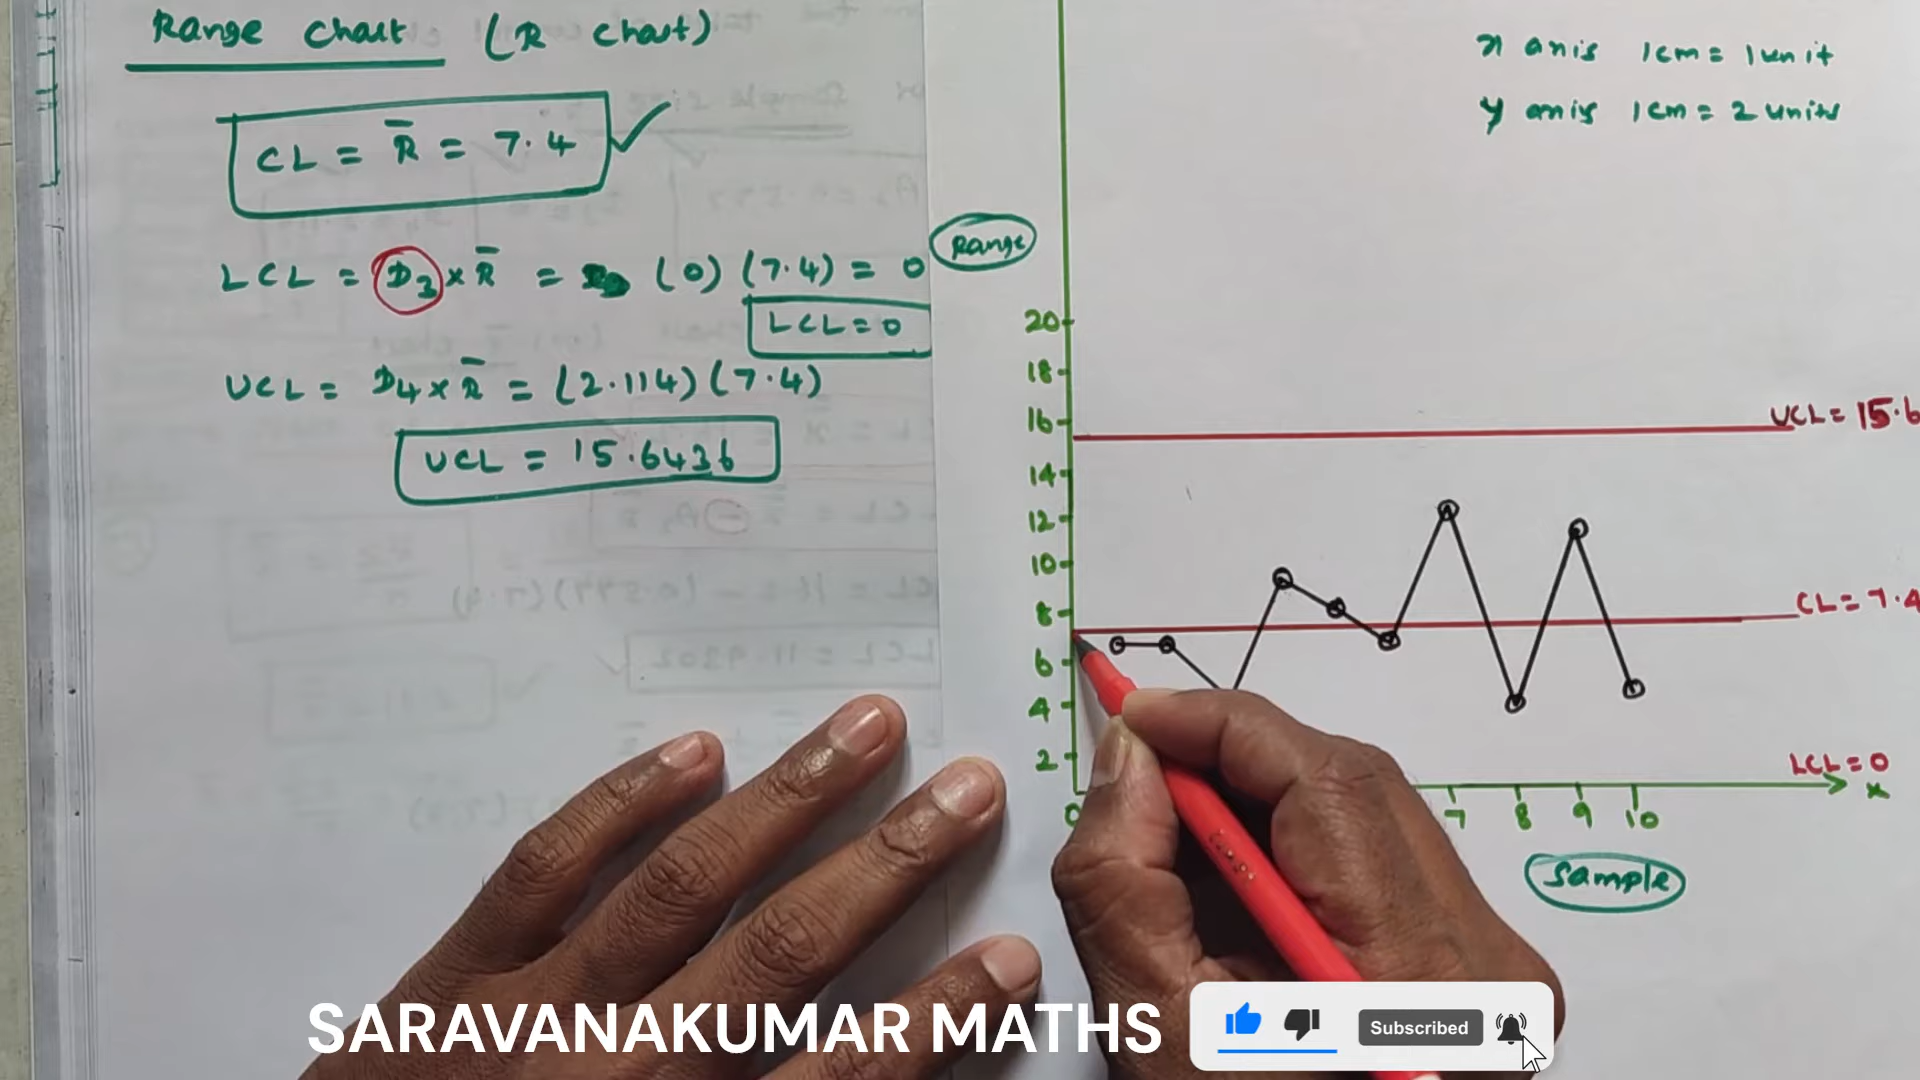 Range chart (R chart)
CL = R̄ = 7.4 ✓
LCL = D3 × R̄ = (0) (7.4) = 0
LCL = 0
UCL = D4 × R̄ = (2.114) (7.4)
UCL = 15.6436
x axis 1cm = 1 unit
y axis 1cm = 2 units
Range
20
18
16
14
12
10
8
6
4
2
0
UCL = 15.6
CL = 7.4
LCL = 0
x
7 8 9 10
Sample
SARAVANAKUMAR MATHS
Subscribed